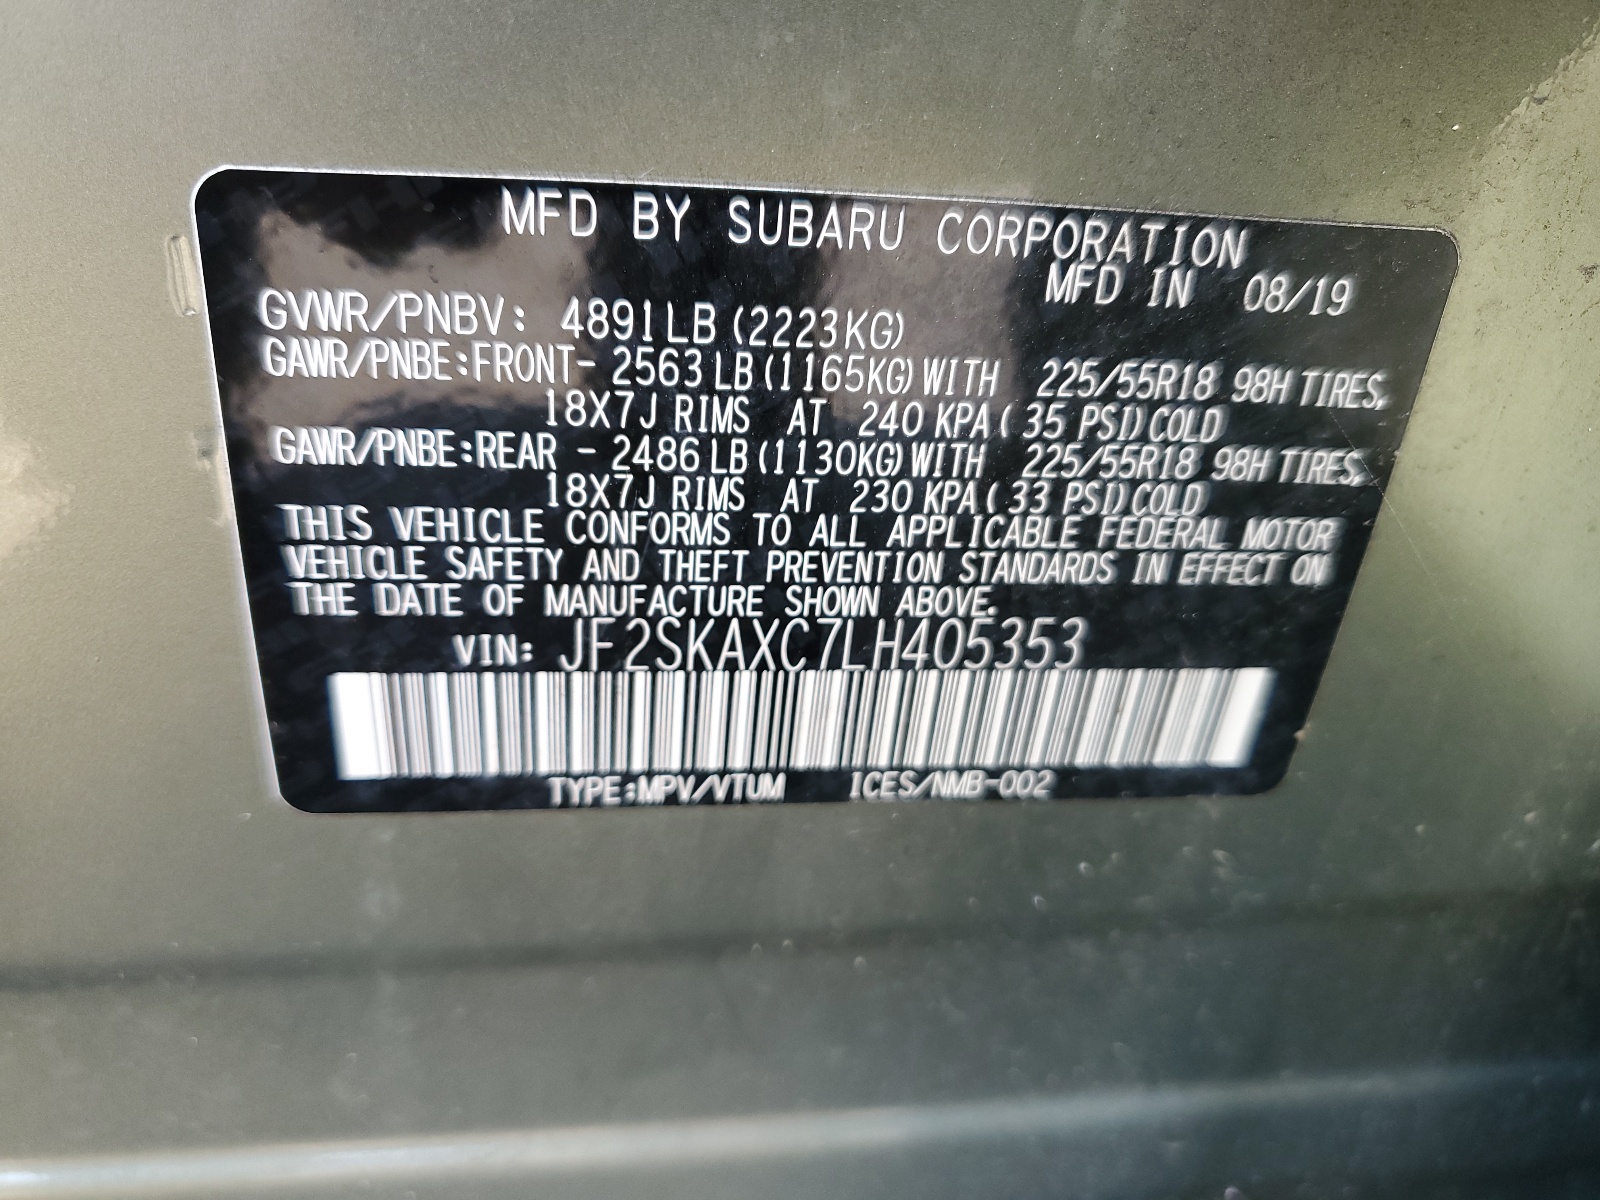 MFD BY SUBARU CORPORATION
MFD IN 08/19
GVWR/PNBV: 4891LB (2223KG)
GAWR/PNBE:FRONT- 2563 LB (1165KG) WITH 225/55R18 98H TIRES,
18X7J RIMS AT 240 KPA ( 35 PSI) COLD
GAWR/PNBE:REAR - 2486 LB (1130KG) WITH 225/55R18 98H TIRES,
18X7J RIMS AT 230 KPA ( 33 PSI) COLD
THIS VEHICLE CONFORMS TO ALL APPLICABLE FEDERAL MOTOR
VEHICLE SAFETY AND THEFT PREVENTION STANDARDS IN EFFECT ON
THE DATE OF MANUFACTURE SHOWN ABOVE.
VIN: JF2SKAXC7LH405353
TYPE:MPV/VTUM ICES/NMB-002